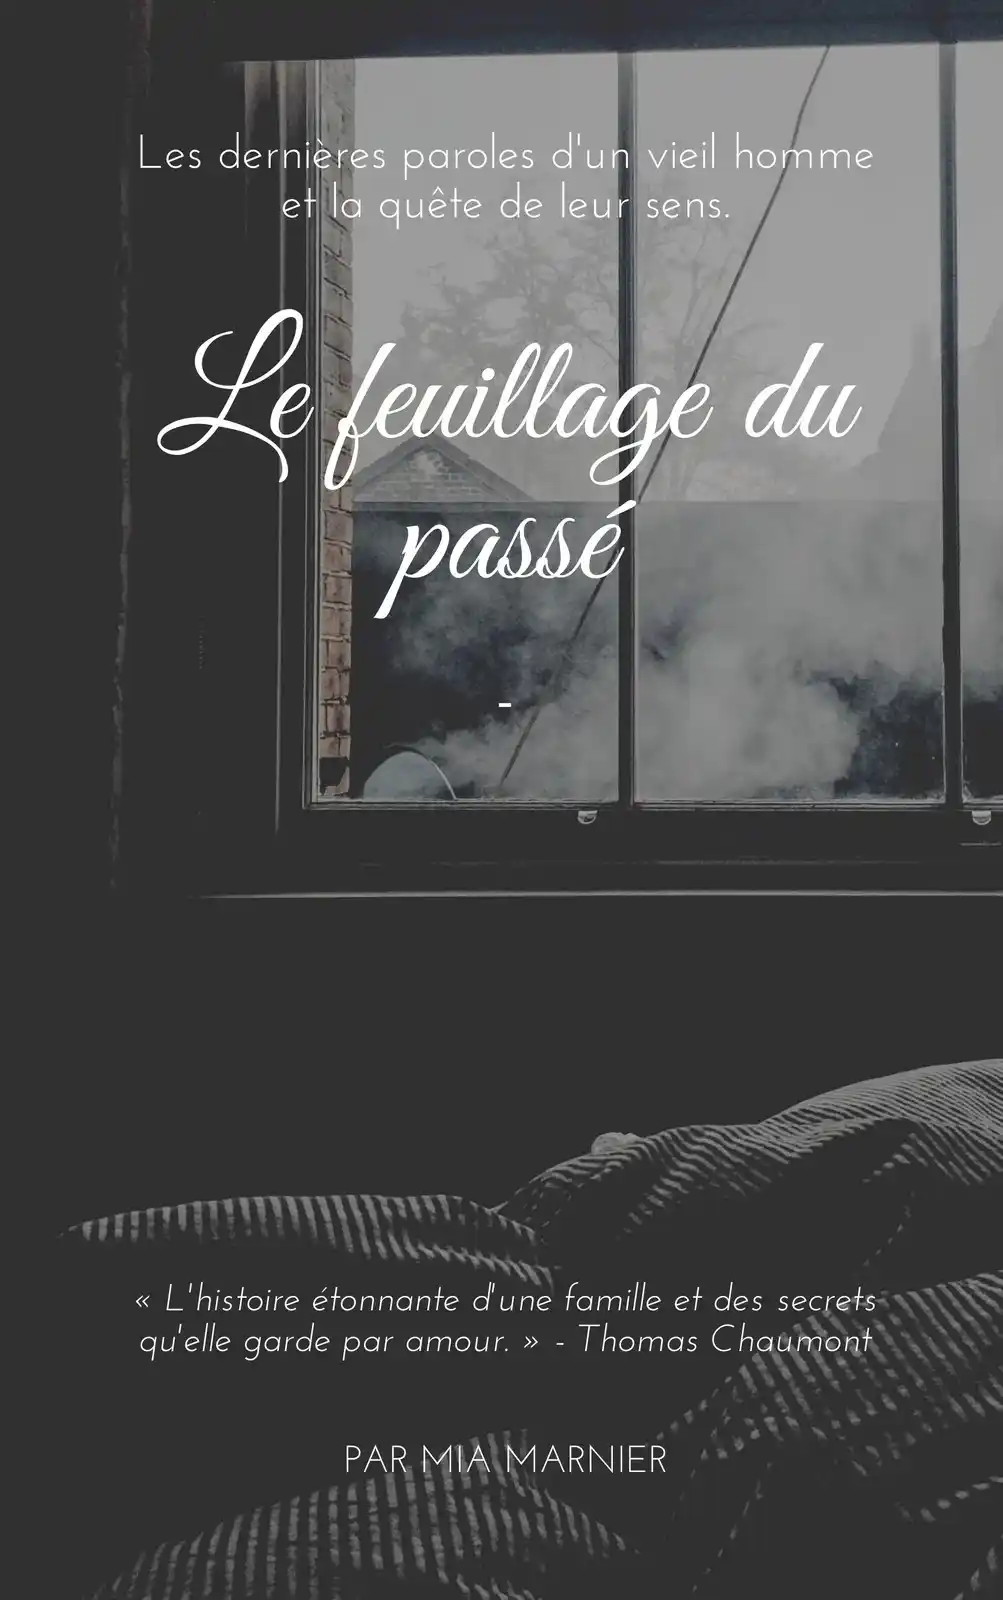 Les dernières paroles d'un vieil homme
et la quête de leur sens.
Le feuillage du
passé
-
« L'histoire étonnante d'une famille et des secrets
qu'elle garde par amour. » - Thomas Chaumont
PAR MIA MARNIER